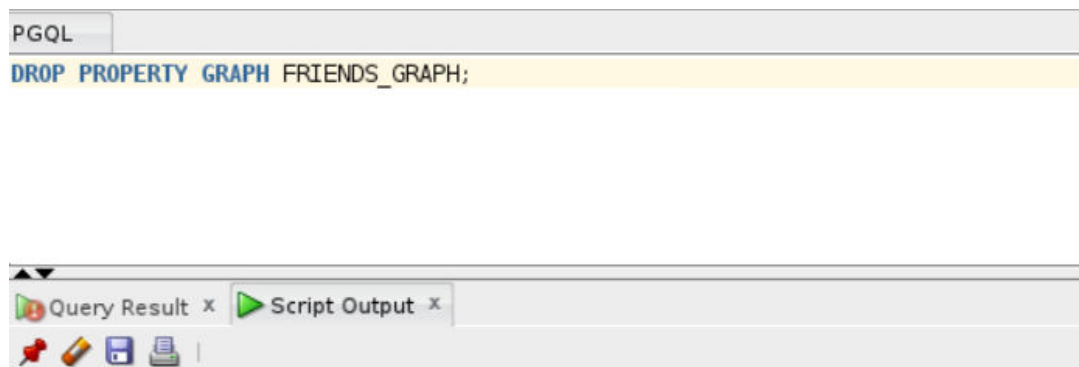 PGQL
DROP PROPERTY GRAPH FRIENDS_GRAPH;
Query Result x Script Output x